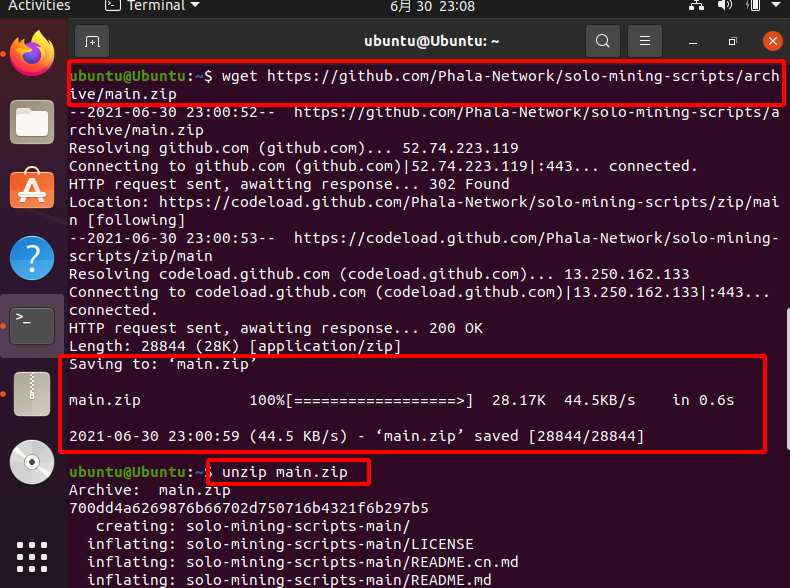 Activities Terminal 6月 30 23:08
ubuntu@Ubuntu: ~
ubuntu@Ubuntu:~$ wget https://github.com/Phala-Network/solo-mining-scripts/arch
ive/main.zip
--2021-06-30 23:00:52--  https://github.com/Phala-Network/solo-mining-scripts/a
rchive/main.zip
Resolving github.com (github.com)... 52.74.223.119
Connecting to github.com (github.com)|52.74.223.119|:443... connected.
HTTP request sent, awaiting response... 302 Found
Location: https://codeload.github.com/Phala-Network/solo-mining-scripts/zip/mai
n [following]
--2021-06-30 23:00:53--  https://codeload.github.com/Phala-Network/solo-mining-
scripts/zip/main
Resolving codeload.github.com (codeload.github.com)... 13.250.162.133
Connecting to codeload.github.com (codeload.github.com)|13.250.162.133|:443...
connected.
HTTP request sent, awaiting response... 200 OK
Length: 28844 (28K) [application/zip]
Saving to: ‘main.zip’
main.zip            100%[==================>]  28.17K  44.5KB/s    in 0.6s
2021-06-30 23:00:59 (44.5 KB/s) - ‘main.zip’ saved [28844/28844]
ubuntu@Ubuntu:~$ unzip main.zip
Archive:  main.zip
700dd4a6269876b66702d750716b4321f6b297b5
   creating: solo-mining-scripts-main/
  inflating: solo-mining-scripts-main/LICENSE
  inflating: solo-mining-scripts-main/README.cn.md
  inflating: solo-mining-scripts-main/README.md